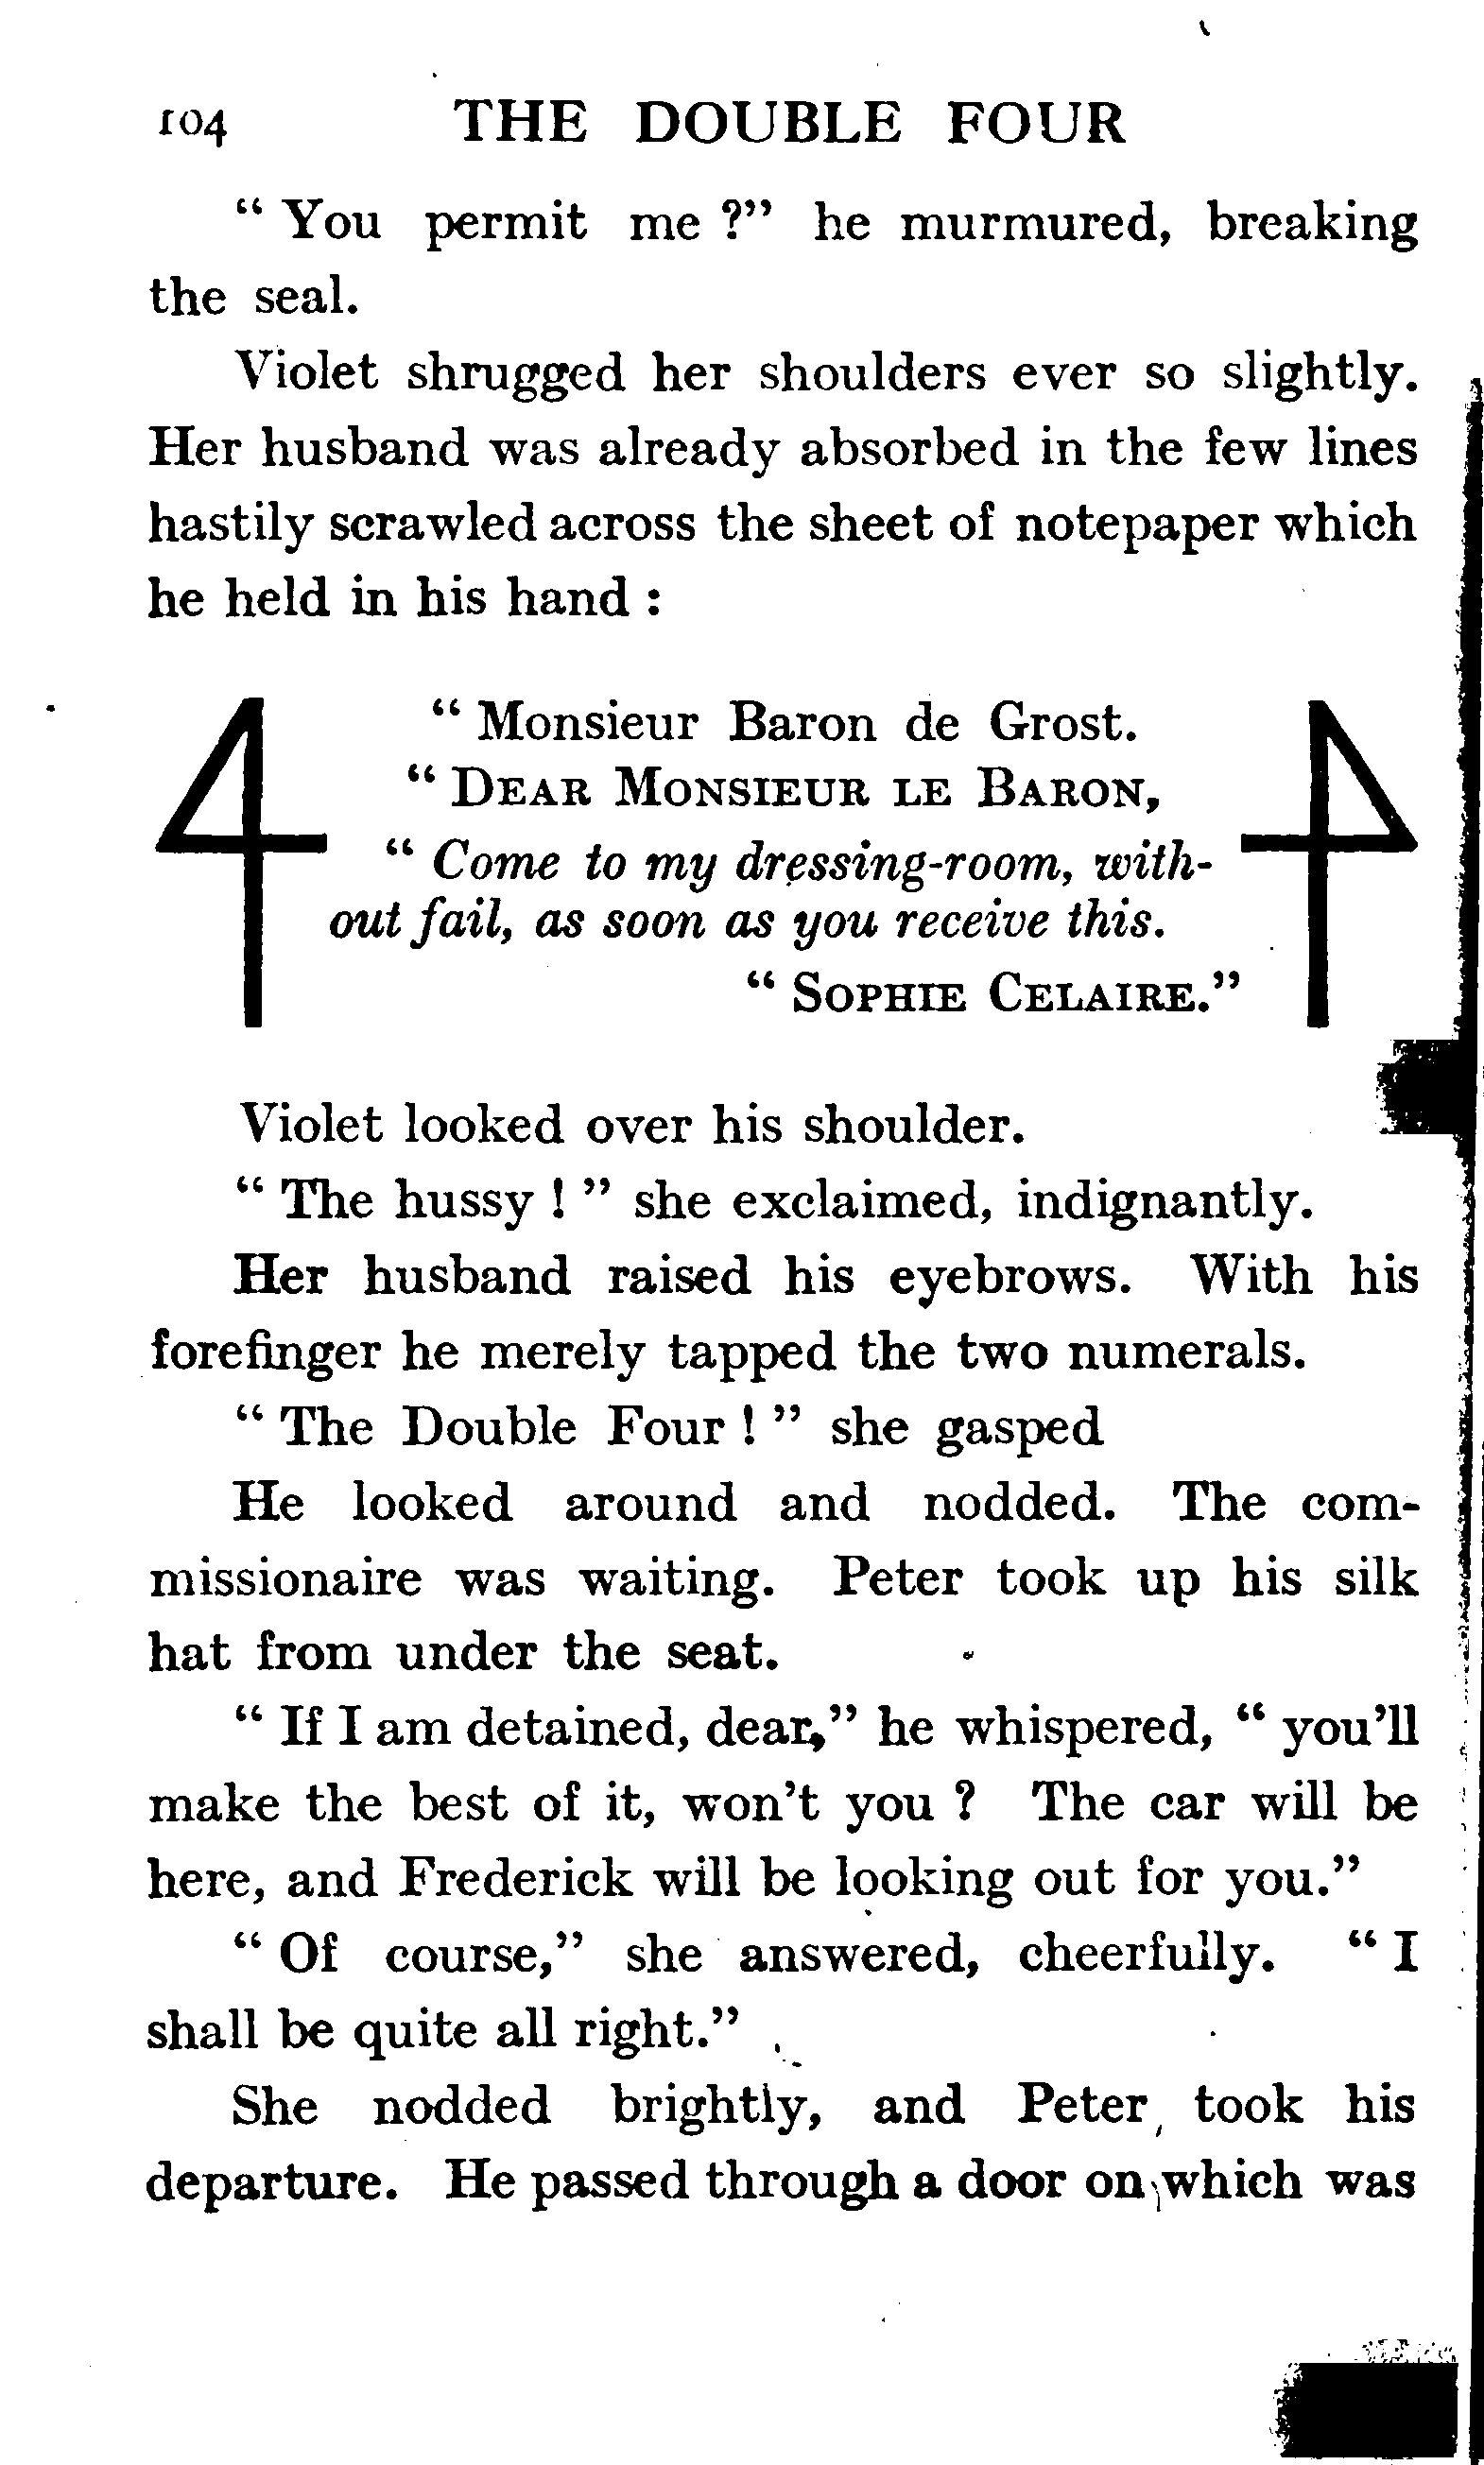 104 THE DOUBLE FOUR
“ You permit me ?” he murmured, breaking
the seal.
Violet shrugged her shoulders ever so slightly.
Her husband was already absorbed in the few lines
hastily scrawled across the sheet of notepaper which
he held in his hand :
4 “ Monsieur Baron de Grost. 4
“ DEAR MONSIEUR LE BARON,
“ Come to my dressing-room, with-
out fail, as soon as you receive this.
“ SOPHIE CELAIRE.”
Violet looked over his shoulder.
“ The hussy ! ” she exclaimed, indignantly.
Her husband raised his eyebrows. With his
forefinger he merely tapped the two numerals.
“ The Double Four ! ” she gasped
He looked around and nodded. The com-
missionaire was waiting. Peter took up his silk
hat from under the seat.
“ If I am detained, dear,” he whispered, “ you’ll
make the best of it, won’t you ? The car will be
here, and Frederick will be looking out for you.”
“ Of course,” she answered, cheerfully. “ I
shall be quite all right.”
She nodded brightly, and Peter took his
departure. He passed through a door on which was